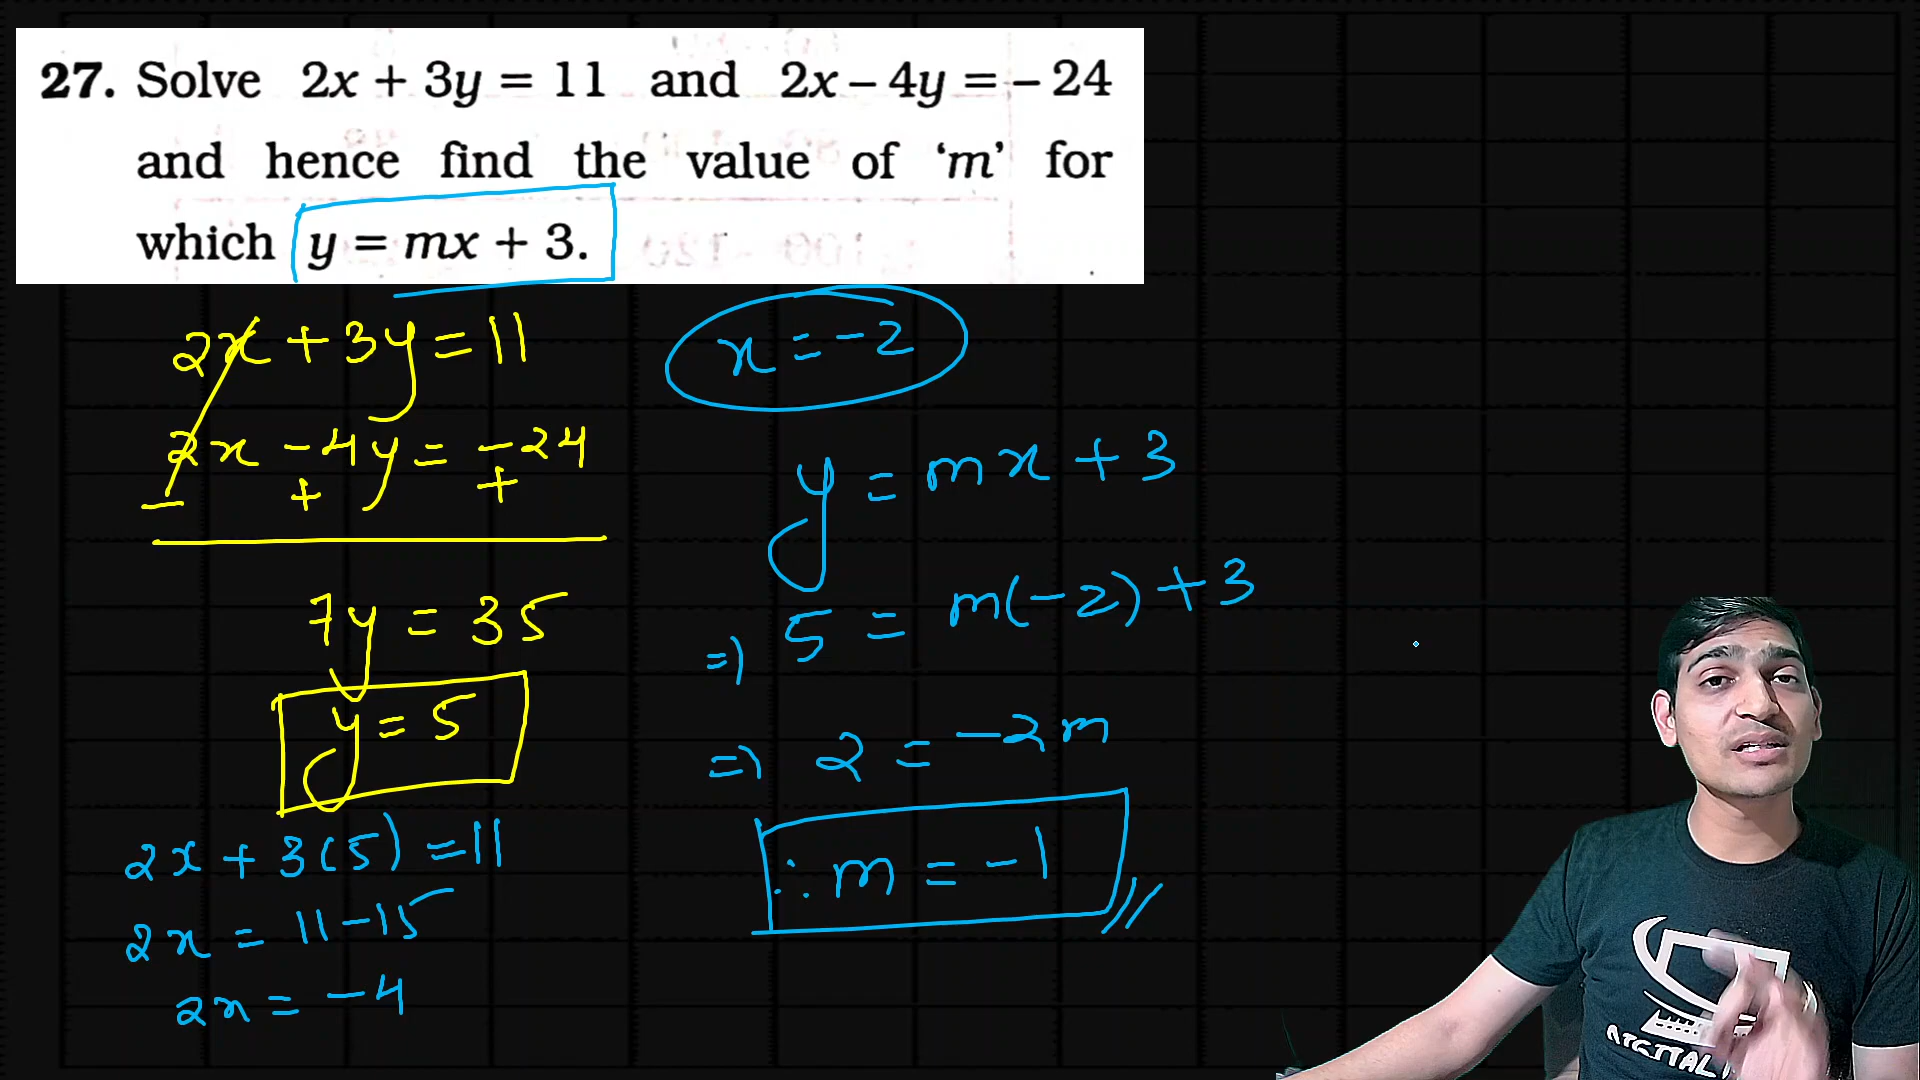 27. Solve 2x + 3y = 11 and 2x – 4y = – 24
and hence find the value of ‘m’ for
which y = mx + 3.
2x + 3y = 11
2x - 4y = -24
- + +
7y = 35
y = 5
2x + 3(5) = 11
2x = 11 - 15
2x = -4
x = -2
y = mx + 3
=> 5 = m(-2) + 3
=> 2 = -2m
∴ m = -1
DIGITAL